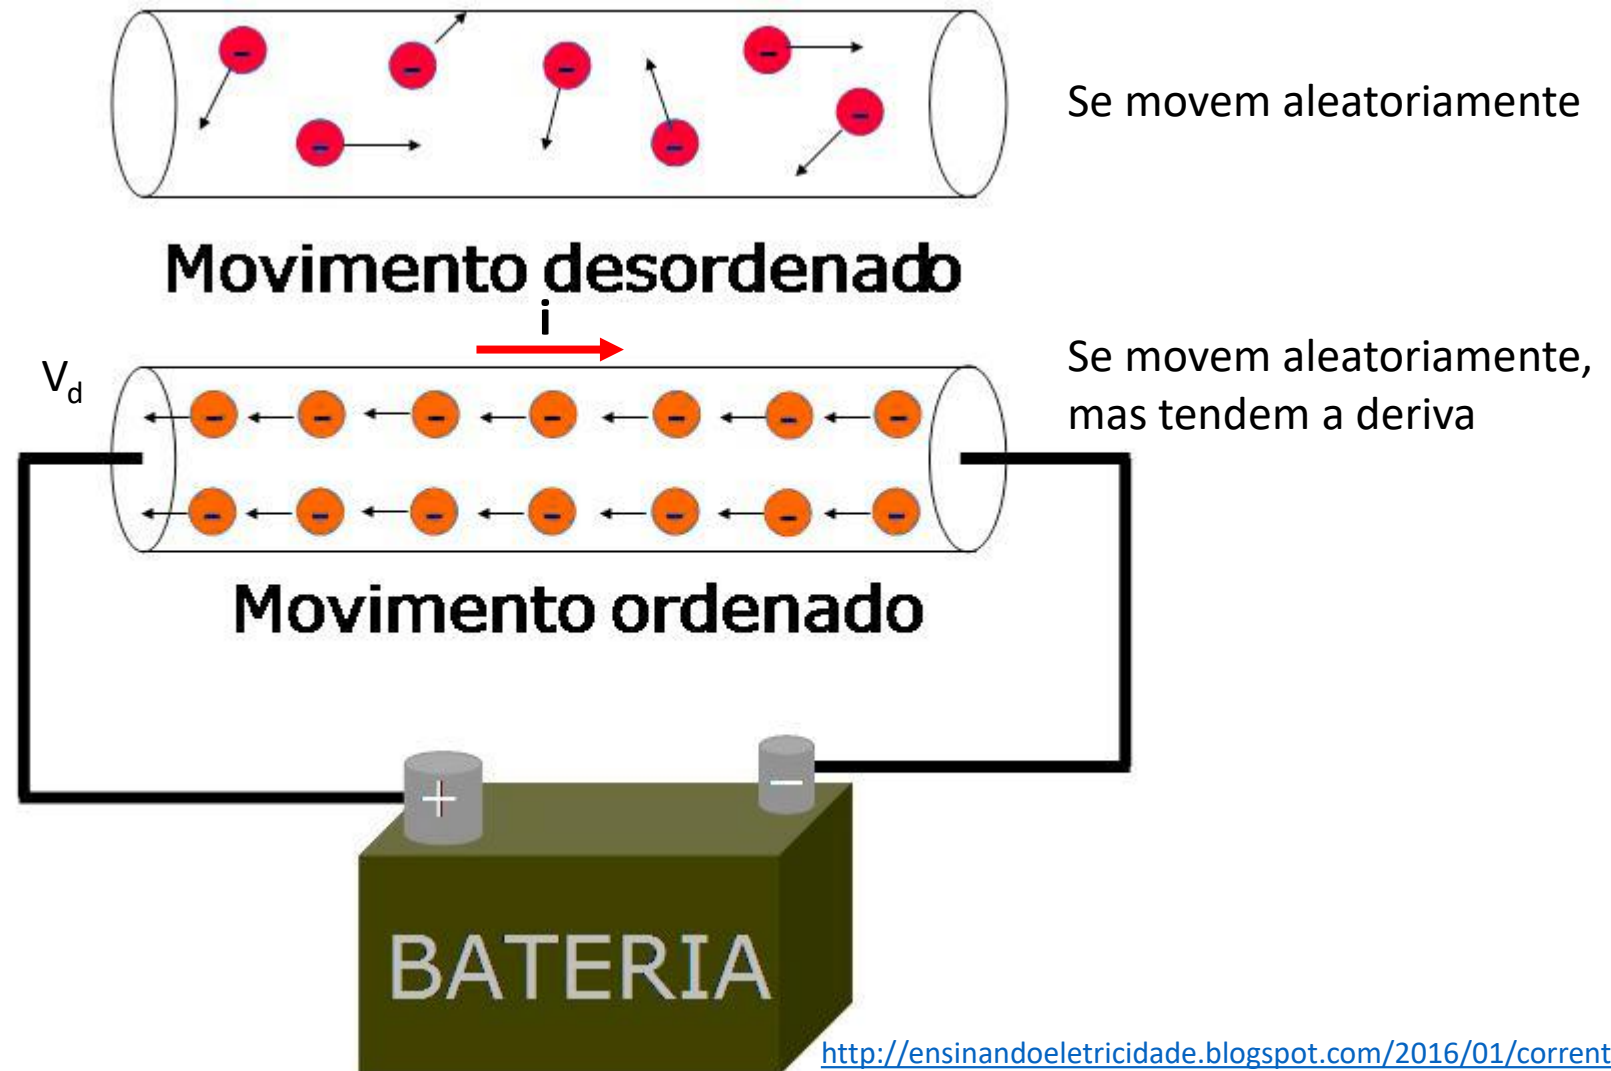 Se movem aleatoriamente
Movimento desordenado
i
V_d
Se movem aleatoriamente,
mas tendem a deriva
Movimento ordenado
+
−
BATERIA
http://ensinandoeletricidade.blogspot.com/2016/01/corrent